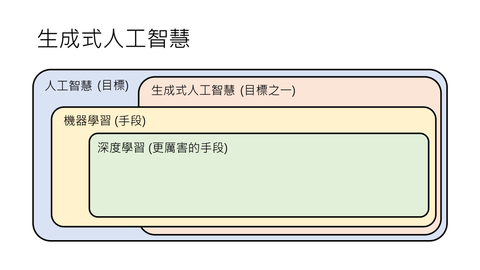 生成式人工智慧
人工智慧 (目標)
生成式人工智慧 (目標之一)
機器學習 (手段)
深度學習 (更厲害的手段)